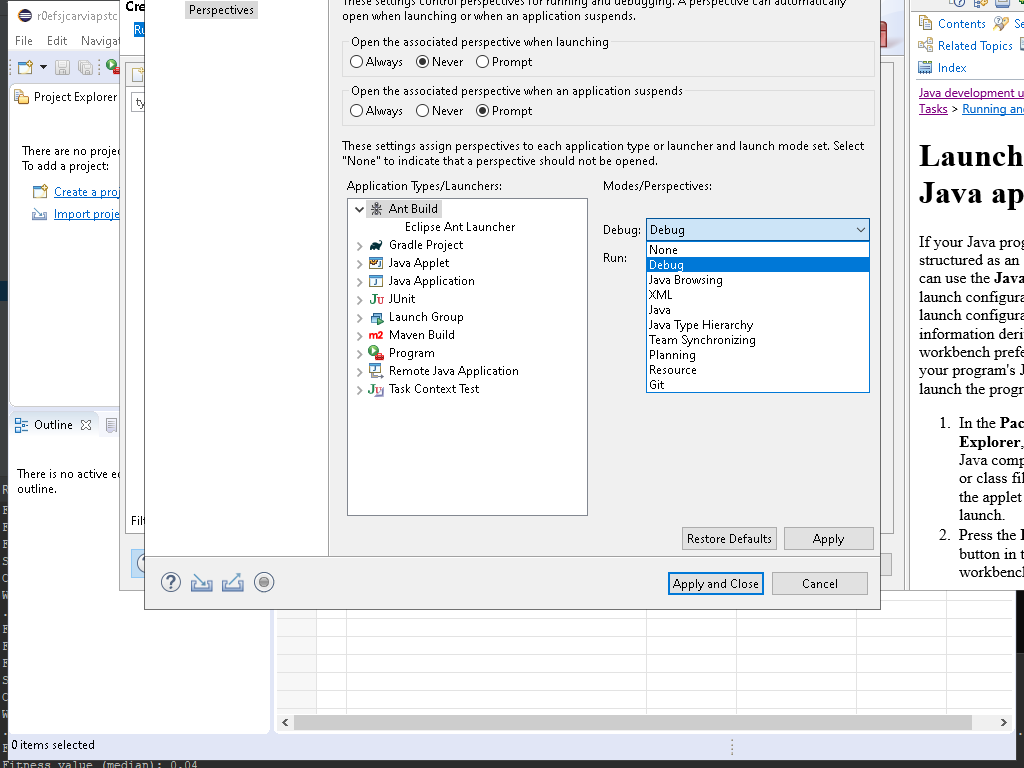 r0efsjcarviapstc
File Edit Naviga
Project Explorer
There are no projec
To add a project:
Create a proj
Import proje
Outline
There is no active ed
outline.
0 items selected
Fitness value (median): 0.04
Cre
Ru
ty
Filt
Perspectives
These settings control perspectives for running and debugging. A perspective can automatically
open when launching or when an application suspends.
Open the associated perspective when launching
Always Never Prompt
Open the associated perspective when an application suspends
Always Never Prompt
These settings assign perspectives to each application type or launcher and launch mode set. Select
"None" to indicate that a perspective should not be opened.
Application Types/Launchers:
Ant Build
Eclipse Ant Launcher
Gradle Project
Java Applet
Java Application
JUnit
Launch Group
Maven Build
Program
Remote Java Application
Task Context Test
Modes/Perspectives:
Debug: Debug
Run:
None
Debug
Java Browsing
XML
Java
Java Type Hierarchy
Team Synchronizing
Planning
Resource
Git
Restore Defaults Apply
Apply and Close Cancel
Contents Se
Related Topics
Index
Java development u
Tasks > Running and
Launch
Java ap
If your Java prog
structured as an
can use the Java
launch configura
launch configura
information deri
workbench prefe
your program's J
launch the progr
1. In the Pac
Explorer,
Java comp
or class fil
the applet
launch.
2. Press the
button in t
workbench